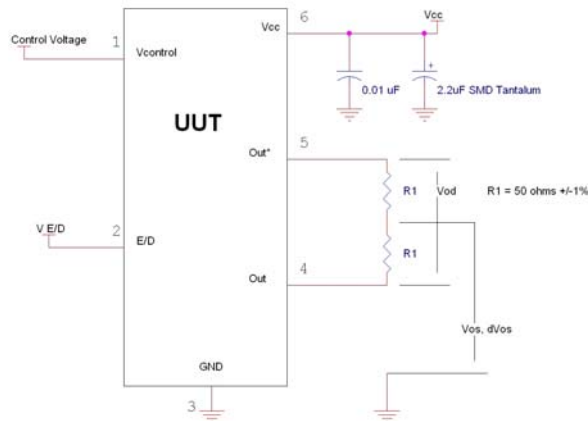 6
Vcc
Vcc
Control Voltage
1
Vcontrol
0.01 uF
+
2.2uF SMD Tantalum
UUT
5
Out*
R1
Vod
R1 = 50 ohms +/-1%
V E/D
2
E/D
R1
Out
4
Vos, dVos
GND
3